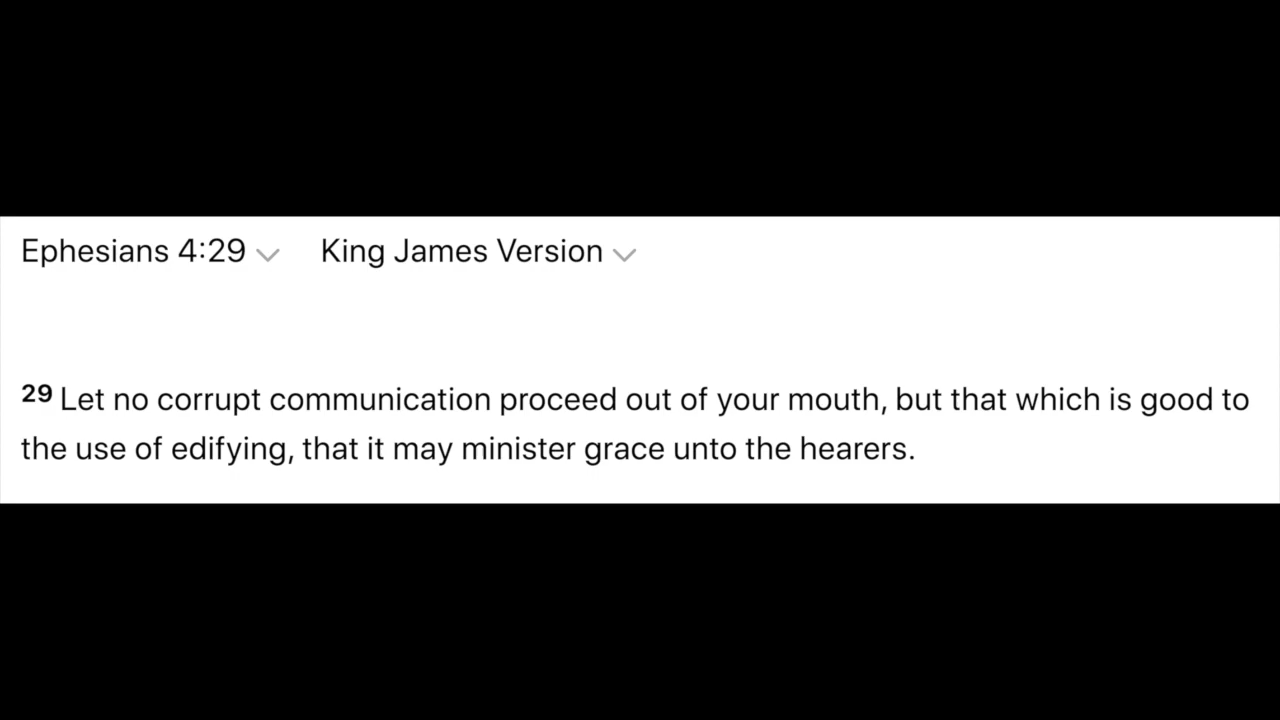 Ephesians 4:29 King James Version
29 Let no corrupt communication proceed out of your mouth, but that which is good to
the use of edifying, that it may minister grace unto the hearers.